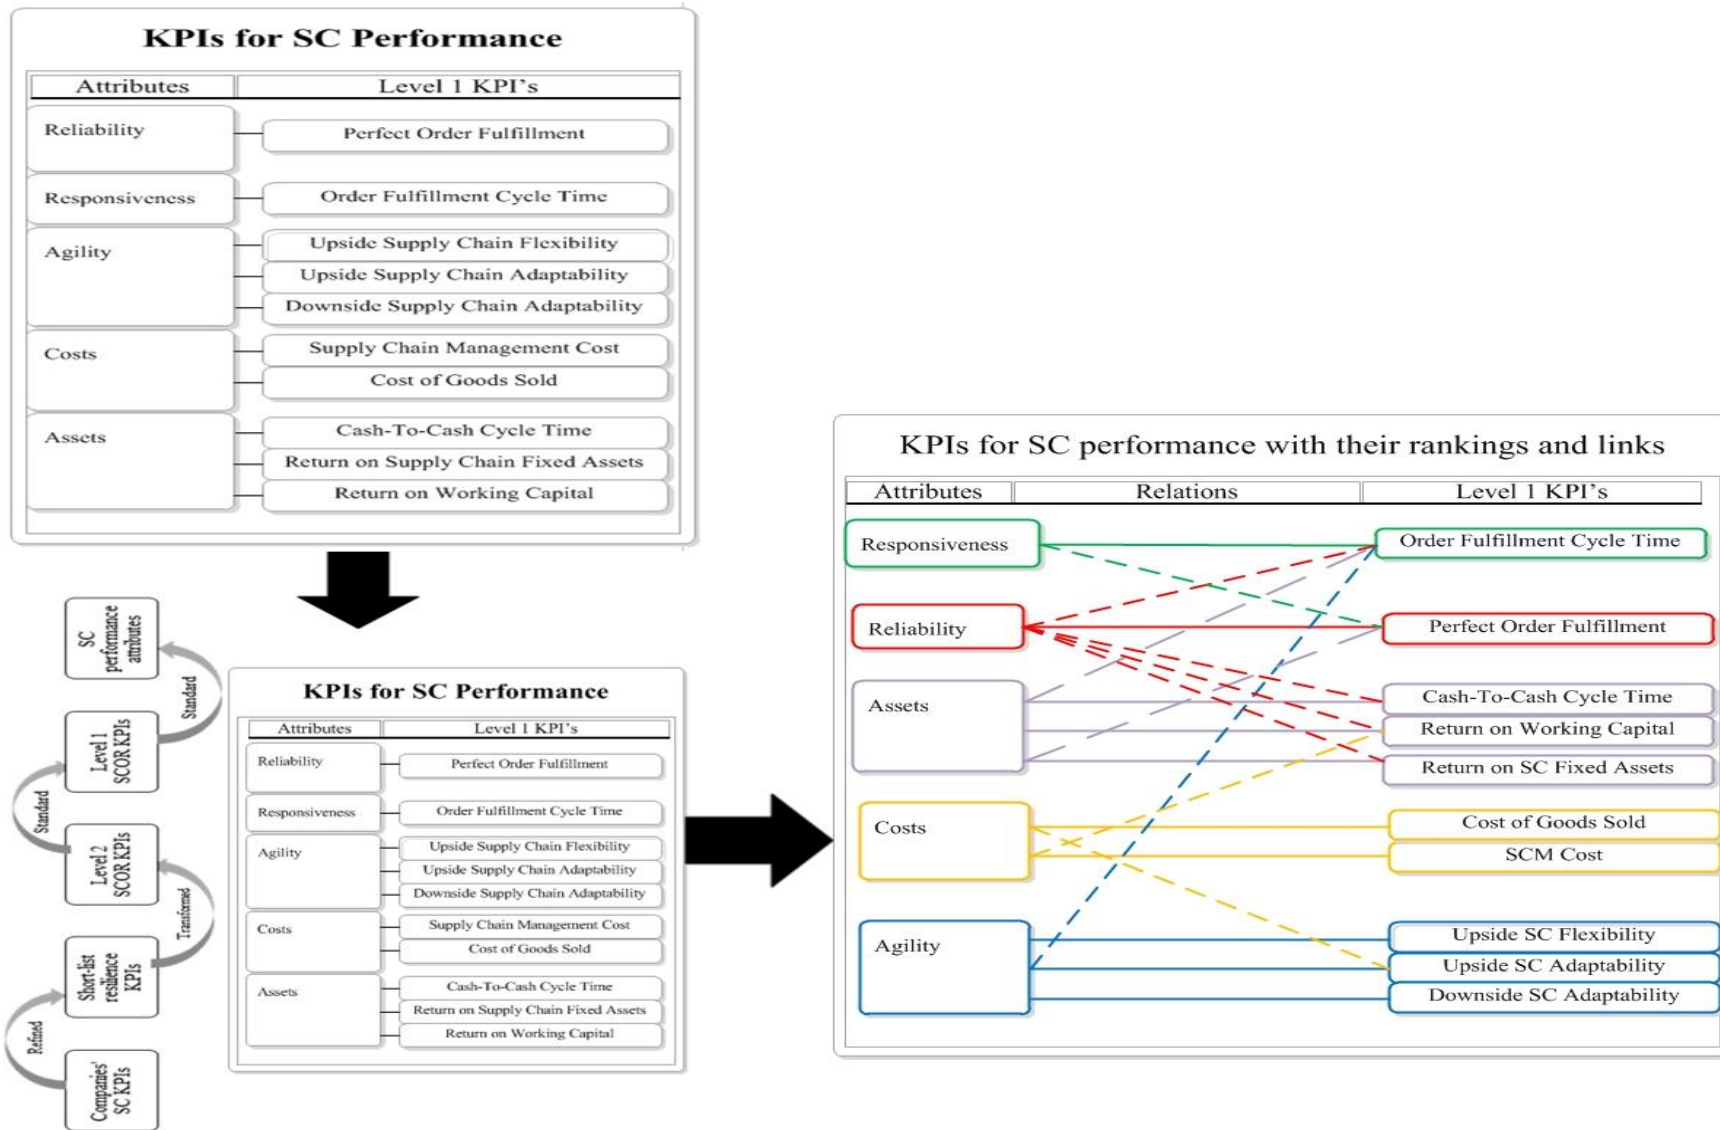 KPIs for SC Performance
Attributes Level 1 KPI's
Reliability Perfect Order Fulfillment
Responsiveness Order Fulfillment Cycle Time
Agility Upside Supply Chain Flexibility
Upside Supply Chain Adaptability
Downside Supply Chain Adaptability
Costs Supply Chain Management Cost
Cost of Goods Sold
Assets Cash-To-Cash Cycle Time
Return on Supply Chain Fixed Assets
Return on Working Capital
SC
performance
attributes
Standard
Level 1
SCOR KPIs
Standard
Level 2
SCOR KPIs
Transformed
Short-list
resilience
KPIs
Refined
Companies'
SC KPIs
KPIs for SC Performance
Attributes Level 1 KPI's
Reliability Perfect Order Fulfillment
Responsiveness Order Fulfillment Cycle Time
Agility Upside Supply Chain Flexibility
Upside Supply Chain Adaptability
Downside Supply Chain Adaptability
Costs Supply Chain Management Cost
Cost of Goods Sold
Assets Cash-To-Cash Cycle Time
Return on Supply Chain Fixed Assets
Return on Working Capital
KPIs for SC performance with their rankings and links
Attributes Relations Level 1 KPI's
Responsiveness Order Fulfillment Cycle Time
Reliability Perfect Order Fulfillment
Assets Cash-To-Cash Cycle Time
Return on Working Capital
Return on SC Fixed Assets
Costs Cost of Goods Sold
SCM Cost
Agility Upside SC Flexibility
Upside SC Adaptability
Downside SC Adaptability